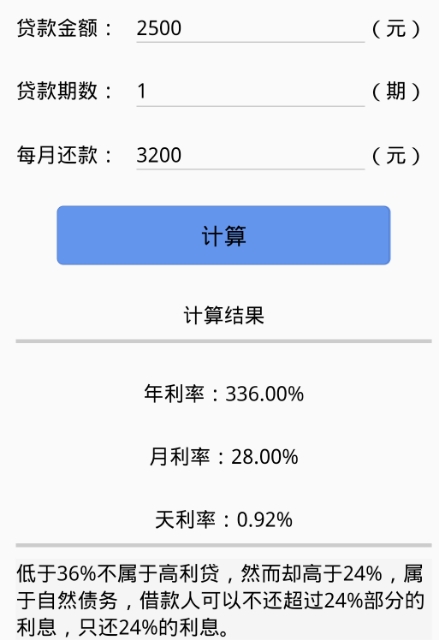 贷款金额： 2500 （元）
贷款期数： 1 （期）
每月还款： 3200 （元）
计算
计算结果
年利率：336.00%
月利率：28.00%
天利率：0.92%
低于36%不属于高利贷，然而却高于24%，属
于自然债务，借款人可以不还超过24%部分的
利息，只还24%的利息。